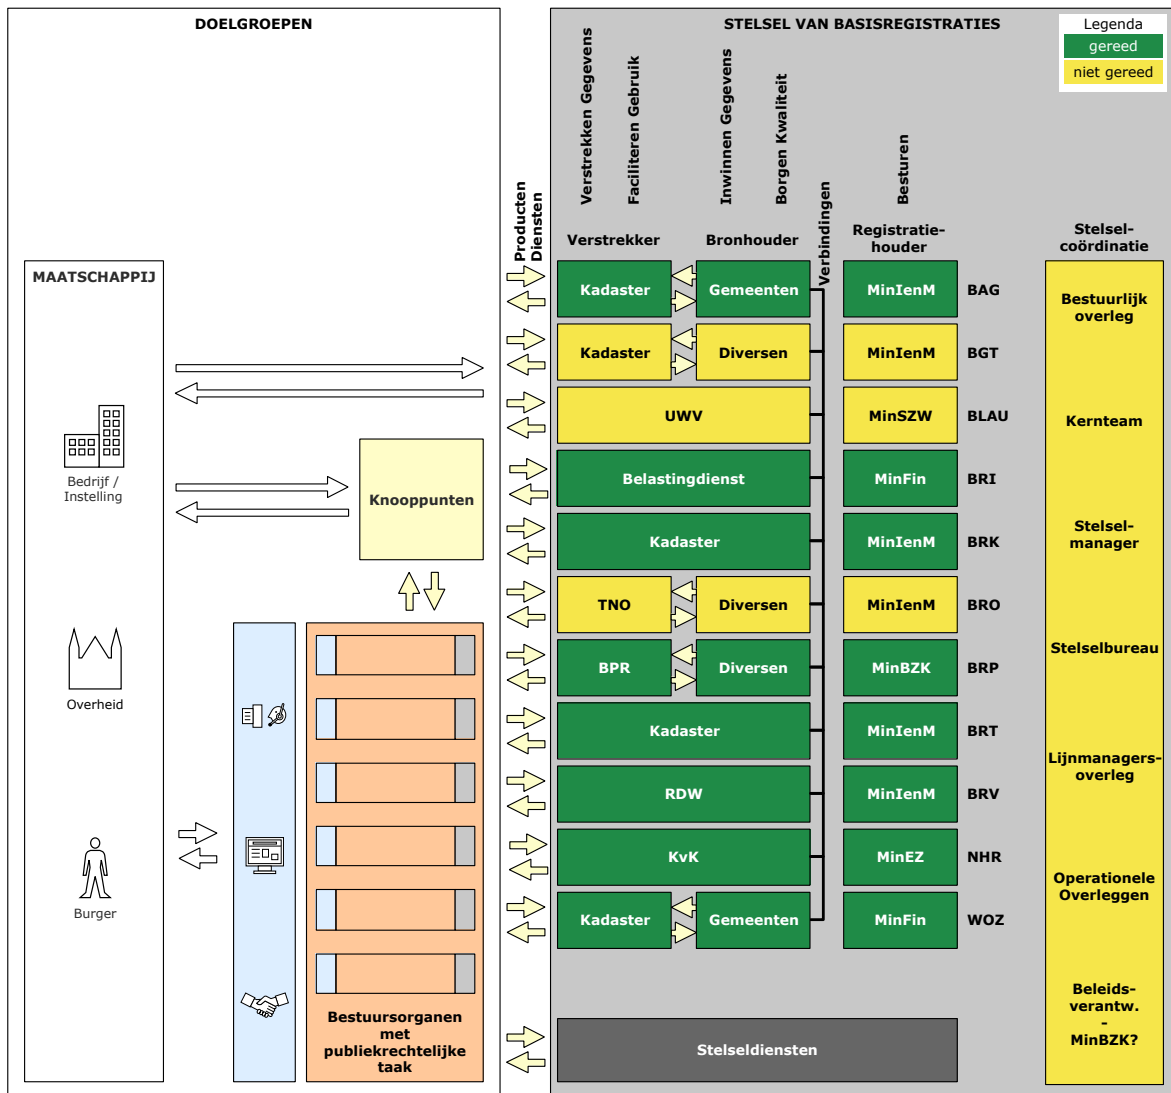 DOELGROEPEN
MAATSCHAPPIJ
Bedrijf /
Instelling
Overheid
Burger
Knooppunten
Bestuursorganen
met
publiekrechtelijke
taak
Producten
Diensten
STELSEL VAN BASISREGISTRATIES
Legenda
gereed
niet gereed
Verstrekken Gegevens
Faciliteren Gebruik
Inwinnen Gegevens
Borgen Kwaliteit
Verbindingen
Besturen
Verstrekker
Bronhouder
Registratie-
houder
Stelsel-
coördinatie
Kadaster
Gemeenten
MinIenM
BAG
Kadaster
Diversen
MinIenM
BGT
UWV
MinSZW
BLAU
Belastingdienst
MinFin
BRI
Kadaster
MinIenM
BRK
TNO
Diversen
MinIenM
BRO
BPR
Diversen
MinBZK
BRP
Kadaster
MinIenM
BRT
RDW
MinIenM
BRV
KvK
MinEZ
NHR
Kadaster
Gemeenten
MinFin
WOZ
Stelseldiensten
Bestuurlijk
overleg
Kernteam
Stelsel-
manager
Stelselbureau
Lijnmanagers-
overleg
Operationele
Overleggen
Beleids-
verantw.
-
MinBZK?